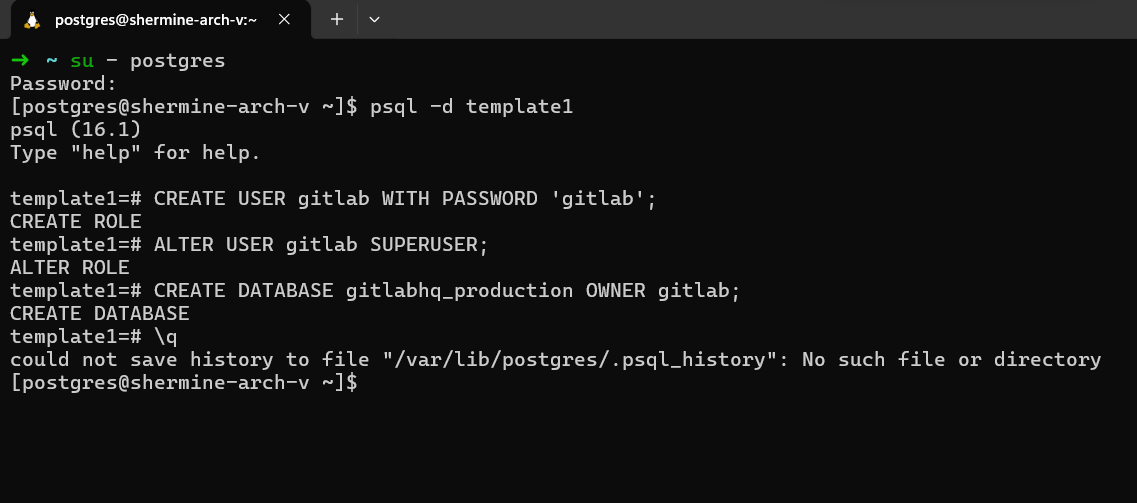 postgres@shermine-arch-v:~
➜ ~ su - postgres
Password:
[postgres@shermine-arch-v ~]$ psql -d template1
psql (16.1)
Type "help" for help.
template1=# CREATE USER gitlab WITH PASSWORD 'gitlab';
CREATE ROLE
template1=# ALTER USER gitlab SUPERUSER;
ALTER ROLE
template1=# CREATE DATABASE gitlabhq_production OWNER gitlab;
CREATE DATABASE
template1=# \q
could not save history to file "/var/lib/postgres/.psql_history": No such file or directory
[postgres@shermine-arch-v ~]$